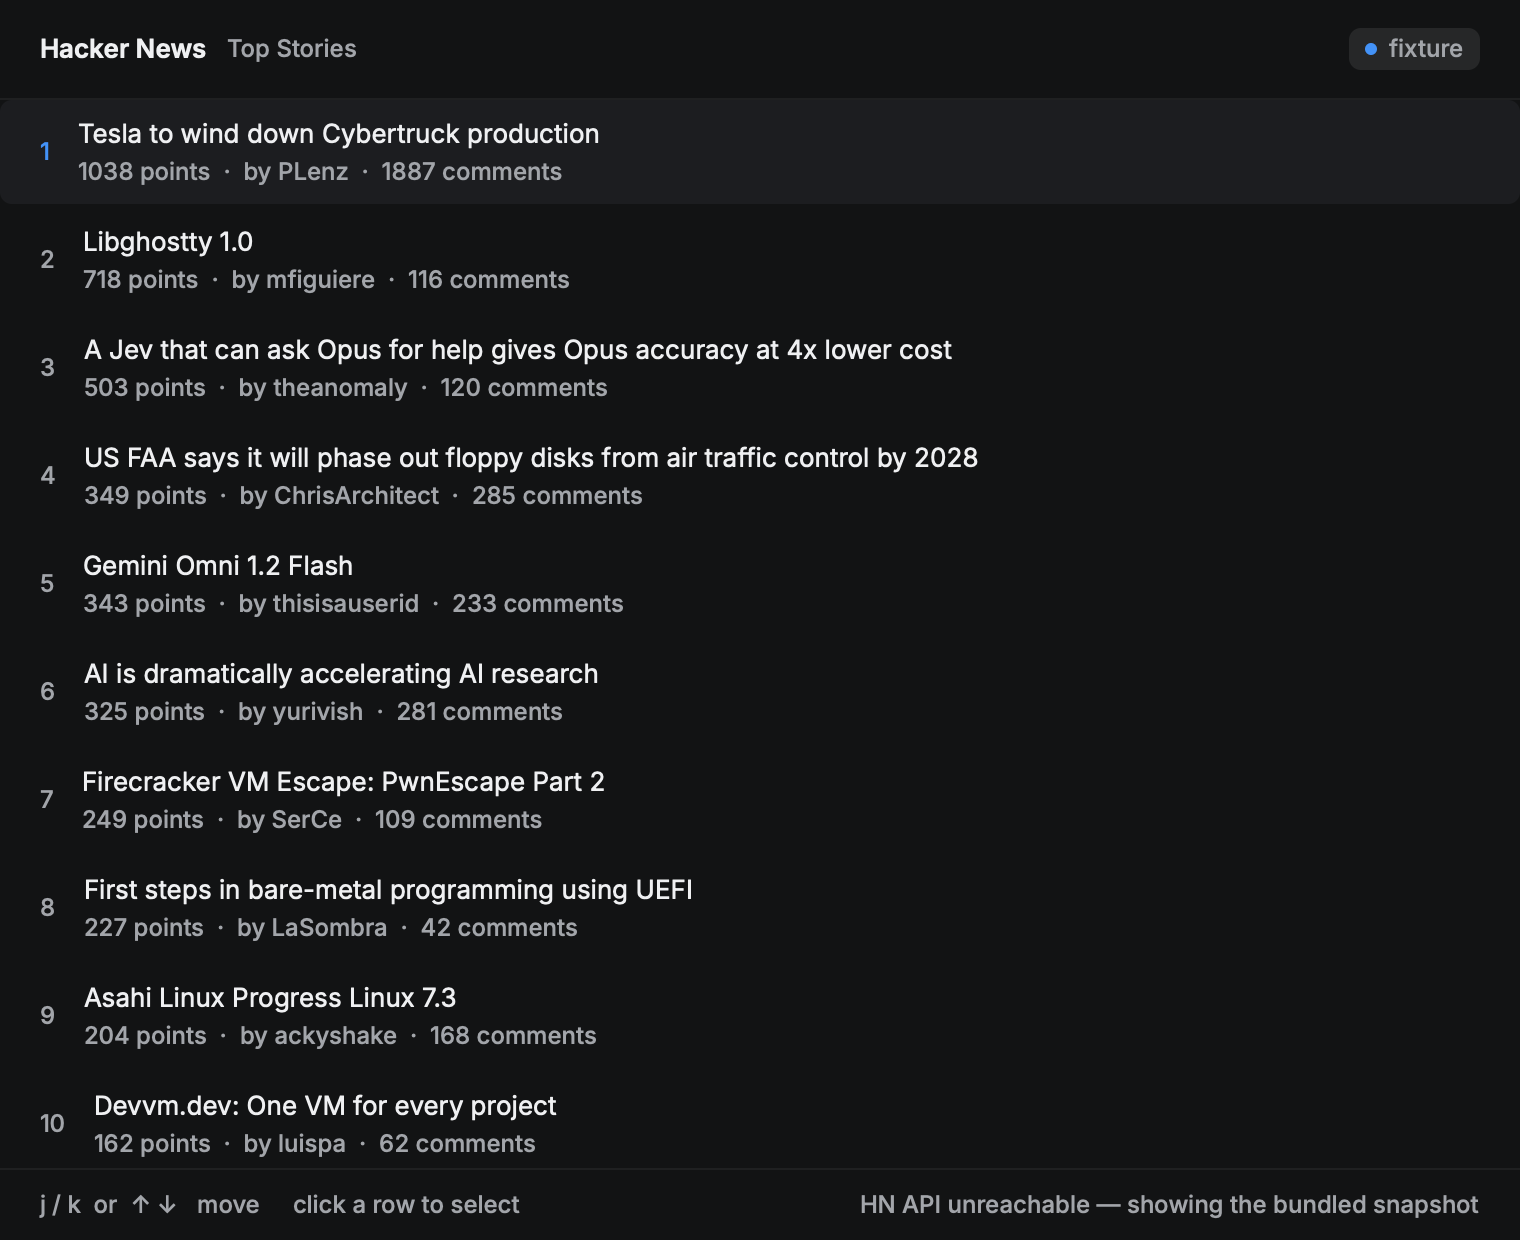 Hacker News Top Stories
fixture
1
Tesla to wind down Cybertruck production
1038 points · by PLenz · 1887 comments
2
Libghostty 1.0
718 points · by mfiguiere · 116 comments
3
A Jev that can ask Opus for help gives Opus accuracy at 4x lower cost
503 points · by theanomaly · 120 comments
4
US FAA says it will phase out floppy disks from air traffic control by 2028
349 points · by ChrisArchitect · 285 comments
5
Gemini Omni 1.2 Flash
343 points · by thisisauserid · 233 comments
6
AI is dramatically accelerating AI research
325 points · by yurivish · 281 comments
7
Firecracker VM Escape: PwnEscape Part 2
249 points · by SerCe · 109 comments
8
First steps in bare-metal programming using UEFI
227 points · by LaSombra · 42 comments
9
Asahi Linux Progress Linux 7.3
204 points · by ackyshake · 168 comments
10
Devvm.dev: One VM for every project
162 points · by luispa · 62 comments
j / k or ↑ ↓ move click a row to select
HN API unreachable — showing the bundled snapshot